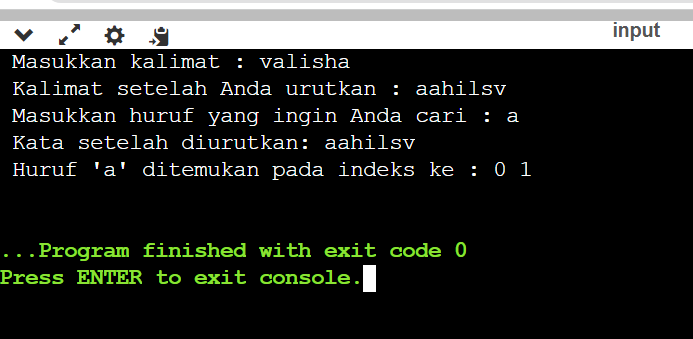 input
Masukkan kalimat : valisha
Kalimat setelah Anda urutkan : aahilsv
Masukkan huruf yang ingin Anda cari : a
Kata setelah diurutkan: aahilsv
Huruf 'a' ditemukan pada indeks ke : 0 1
...Program finished with exit code 0
Press ENTER to exit console.